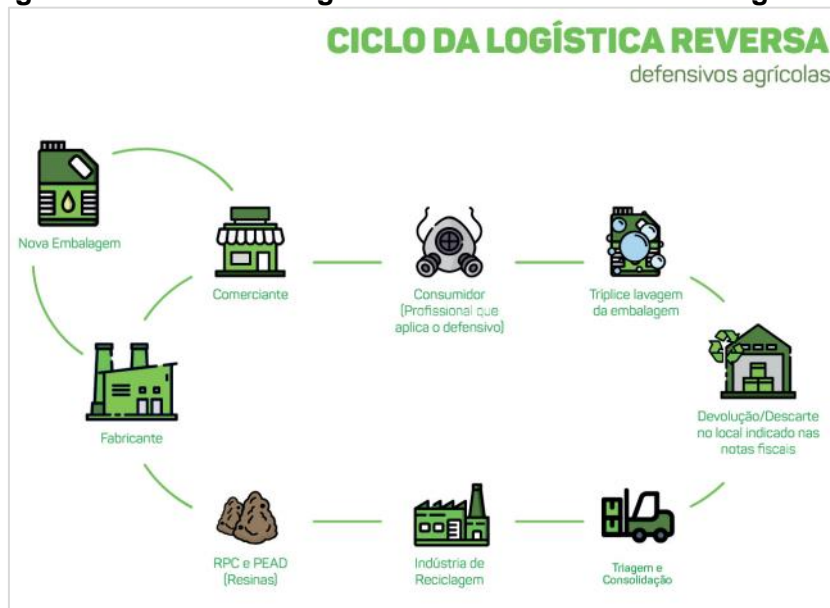 CICLO DA LOGÍSTICA REVERSA
defensivos agrícolas
Nova Embalagem
Comerciante
Consumidor
(Profissional que
aplica o defensivo)
Tríplice lavagem
da embalagem
Fabricante
Devolução/Descarte
no local indicado nas
notas fiscais
RPC e PEAD
(Resinas)
Indústria de
Reciclagem
Triagem e
Consolidação